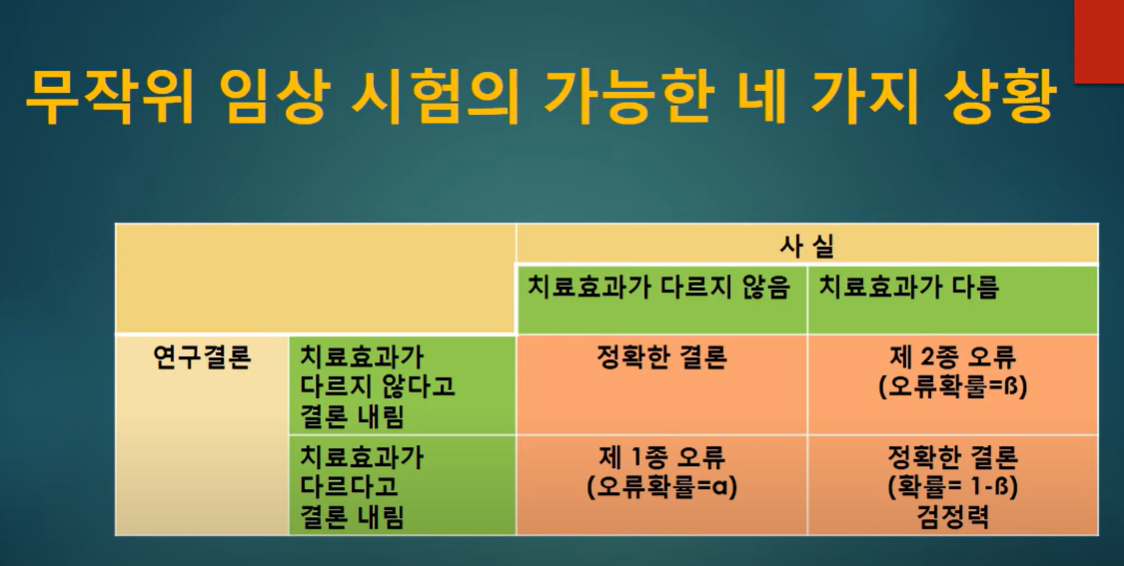 무작위 임상 시험의 가능한 네 가지 상황
사 실
치료효과가 다르지 않음
치료효과가 다름
연구결론
치료효과가
다르지 않다고
결론 내림
정확한 결론
제 2종 오류
(오류확률=ß)
치료효과가
다르다고
결론 내림
제 1종 오류
(오류확률=α)
정확한 결론
(확률= 1-ß)
검정력